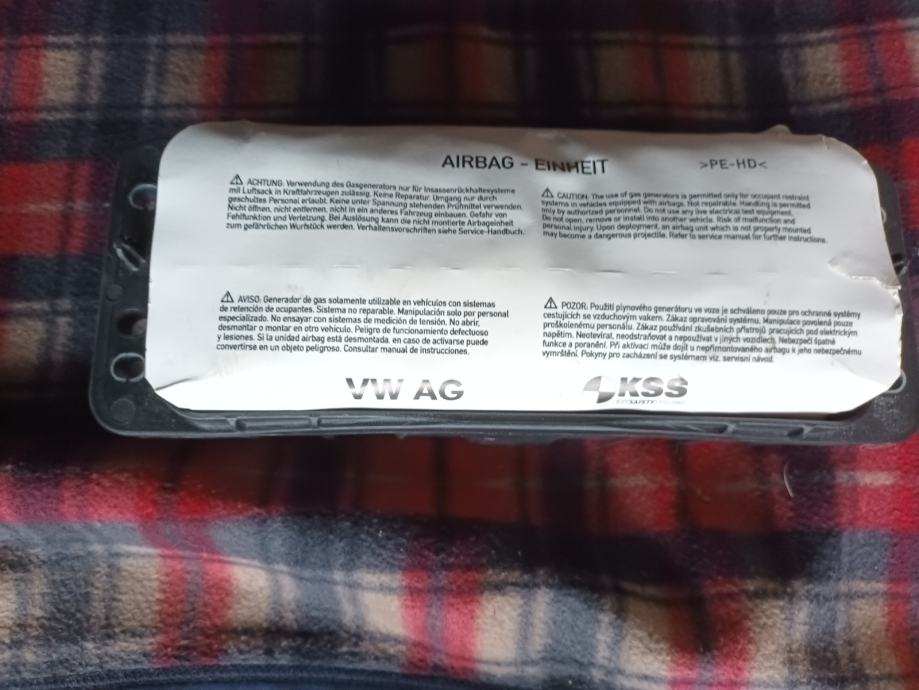 AIRBAG - EINHEIT
>PE-HD<
ACHTUNG: Verwendung des Gasgenerators nur für Insassenrückhaltesysteme
mit Luftsack in Kraftfahrzeugen zulässig. Keine Reparatur. Umgang nur durch
geschultes Personal erlaubt. Keine unter Spannung stehenden Prüfmittel verwenden.
Nicht öffnen, nicht entfernen, nicht in ein anderes Fahrzeug einbauen. Gefahr von
Fehlfunktion und Verletzung. Bei Auslösung kann die nicht montierte Airbageinheit
zum gefährlichen Wurfstück werden. Verhaltensvorschriften siehe Service-Handbuch.
CAUTION: The use of gas generators is permitted only for occupant restraint
systems in vehicles equipped with airbags. Not repairable. Handling is permitted
only by authorized personnel. Do not use any live electrical test equipment.
Do not open, remove or install into another vehicle. Risk of malfunction and
personal injury. Upon deployment, an airbag unit which is not properly mounted
may become a dangerous projectile. Refer to service manual for further instructions.
AVISO: Generador de gas solamente utilizable en vehículos con sistemas
de retención de ocupantes. Sistema no reparable. Manipulación solo por personal
especializado. No ensayar con sistemas de medición de tensión. No abrir,
desmontar o montar en otro vehículo. Peligro de funcionamiento defectuoso
y lesiones. Si la unidad airbag está desmontada, en caso de activarse puede
convertirse en un objeto peligroso. Consultar manual de instrucciones.
POZOR: Použití plynového generátoru ve voze je schváleno pouze pro ochranné systémy
cestujících se vzduchovým vakem. Zákaz opravování systému. Manipulace povolená pouze
proškolenému personálu. Zákaz používání zkušebních přístrojů pracujících pod elektrickým
napětím. Neotevírat, neodstraňovat a nepoužívat v jiných vozidlech. Nebezpečí špatné
funkce a poranění. Při aktivaci může dojít u nepřimontovaného airbagu k jeho nebezpečnému
vymrštění. Pokyny pro zacházení se systémem viz. servisní návod.
VW AG
KSS